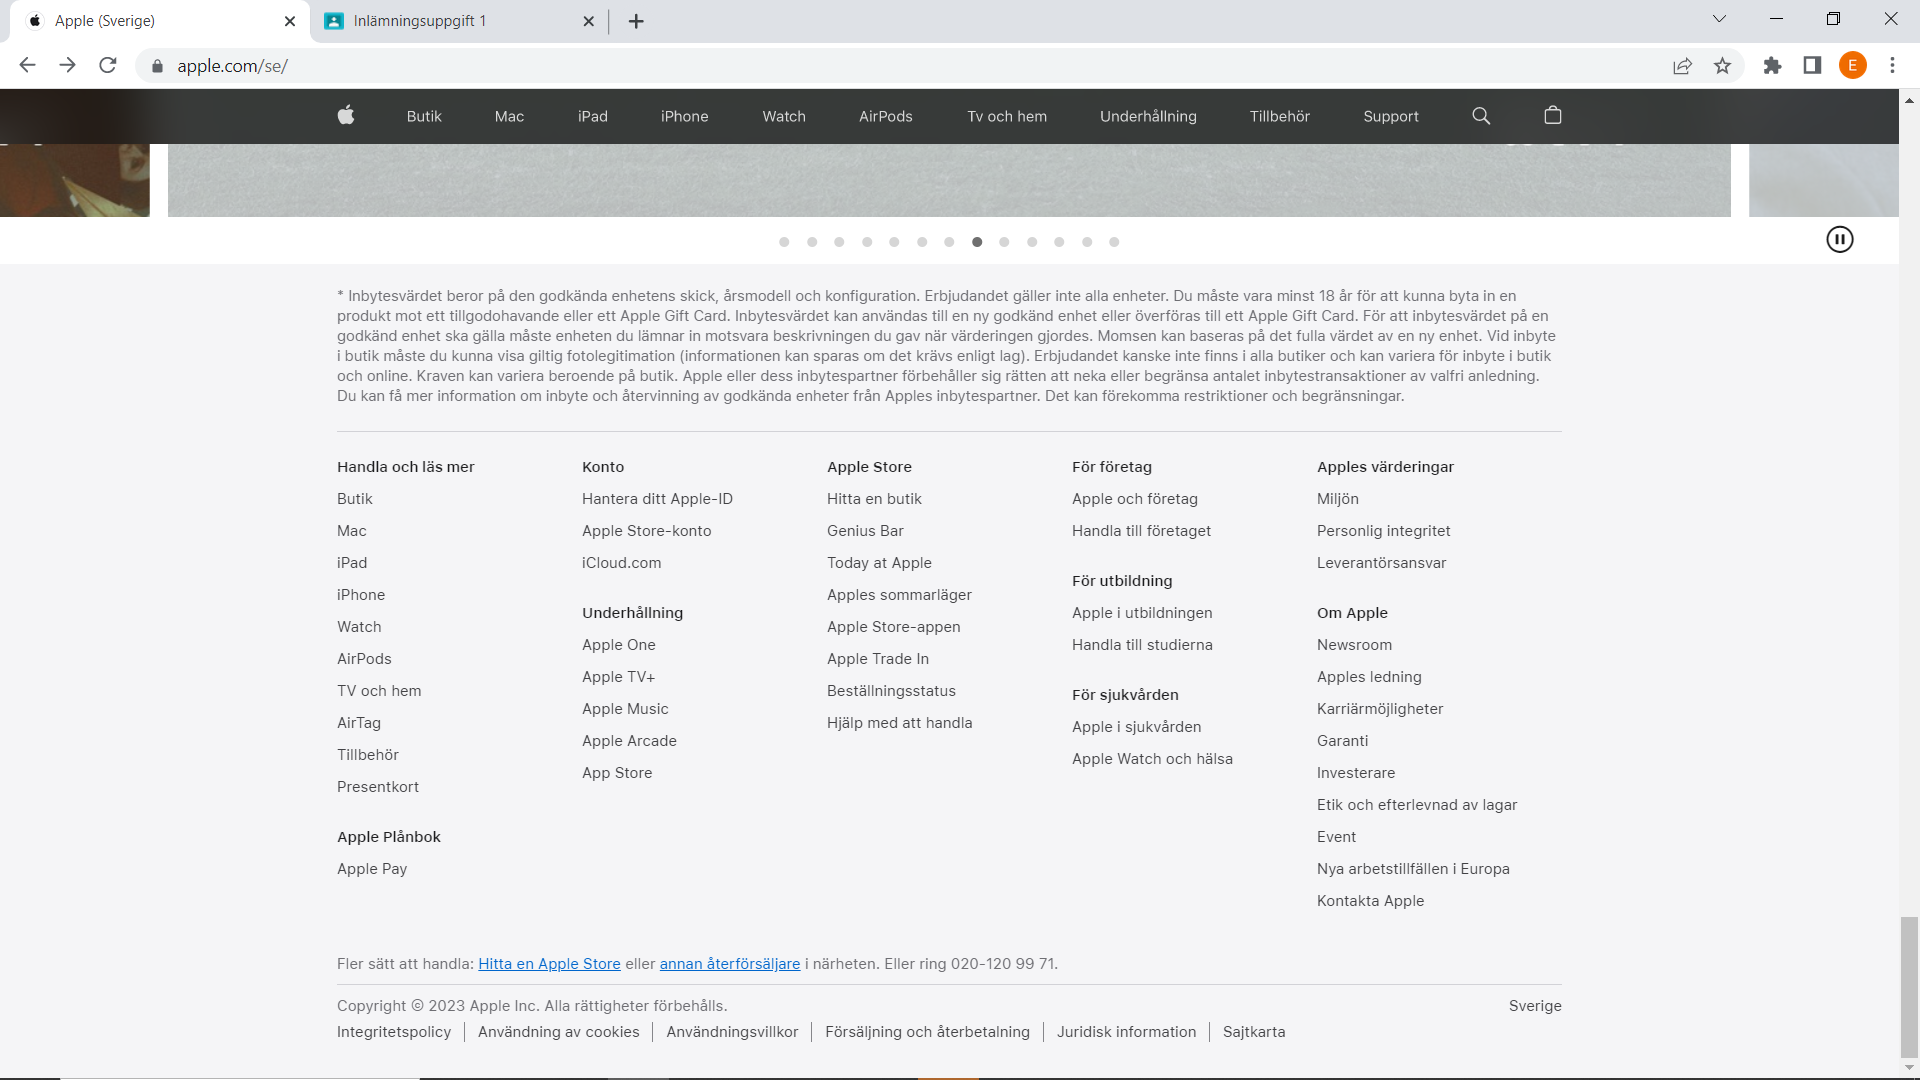 Apple (Sverige)
Inlämningsuppgift 1
apple.com/se/
E
Butik
Mac
iPad
iPhone
Watch
AirPods
Tv och hem
Underhållning
Tillbehör
Support
* Inbytesvärdet beror på den godkända enhetens skick, årsmodell och konfiguration. Erbjudandet gäller inte alla enheter. Du måste vara minst 18 år för att kunna byta in en
produkt mot ett tillgodohavande eller ett Apple Gift Card. Inbytesvärdet kan användas till en ny godkänd enhet eller överföras till ett Apple Gift Card. För att inbytesvärdet på en
godkänd enhet ska gälla måste enheten du lämnar in motsvara beskrivningen du gav när värderingen gjordes. Momsen kan baseras på det fulla värdet av en ny enhet. Vid inbyte
i butik måste du kunna visa giltig fotolegitimation (informationen kan sparas om det krävs enligt lag). Erbjudandet kanske inte finns i alla butiker och kan variera för inbyte i butik
och online. Kraven kan variera beroende på butik. Apple eller dess inbytespartner förbehåller sig rätten att neka eller begränsa antalet inbytestransaktioner av valfri anledning.
Du kan få mer information om inbyte och återvinning av godkända enheter från Apples inbytespartner. Det kan förekomma restriktioner och begränsningar.
Handla och läs mer
Butik
Mac
iPad
iPhone
Watch
AirPods
TV och hem
AirTag
Tillbehör
Presentkort
Apple Plånbok
Apple Pay
Konto
Hantera ditt Apple-ID
Apple Store-konto
iCloud.com
Underhållning
Apple One
Apple TV+
Apple Music
Apple Arcade
App Store
Apple Store
Hitta en butik
Genius Bar
Today at Apple
Apples sommarläger
Apple Store-appen
Apple Trade In
Beställningsstatus
Hjälp med att handla
För företag
Apple och företag
Handla till företaget
För utbildning
Apple i utbildningen
Handla till studierna
För sjukvården
Apple i sjukvården
Apple Watch och hälsa
Apples värderingar
Miljön
Personlig integritet
Leverantörsansvar
Om Apple
Newsroom
Apples ledning
Karriärmöjligheter
Garanti
Investerare
Etik och efterlevnad av lagar
Event
Nya arbetstillfällen i Europa
Kontakta Apple
Fler sätt att handla: Hitta en Apple Store eller annan återförsäljare i närheten. Eller ring 020-120 99 71.
Copyright © 2023 Apple Inc. Alla rättigheter förbehålls.
Sverige
Integritetspolicy
Användning av cookies
Användningsvillkor
Försäljning och återbetalning
Juridisk information
Sajtkarta